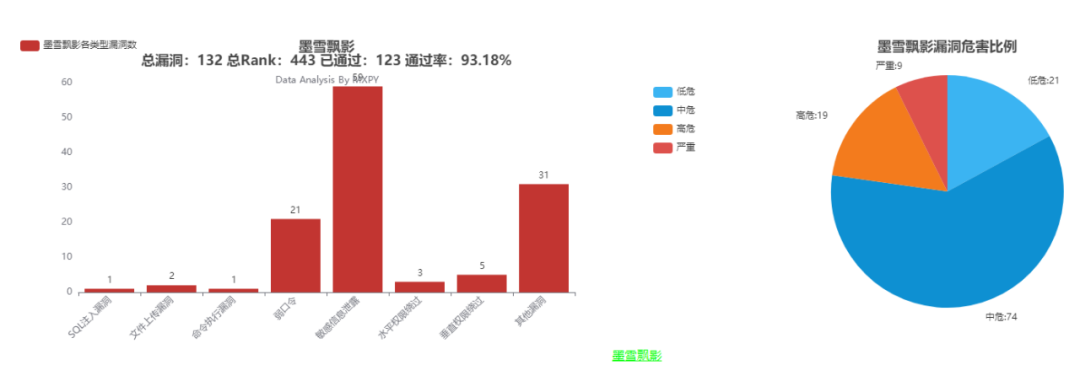 墨雪飘影各类型漏洞数
墨雪飘影
总漏洞：132 总Rank：443 已通过：123 通过率：93.18%
Data Analysis By MXPY
60
50
40
30
20
10
0
1
2
1
21
59
3
5
31
SQL注入漏洞
文件上传漏洞
命令执行漏洞
弱口令
敏感信息泄露
水平权限绕过
垂直权限绕过
其他漏洞
墨雪飘影漏洞危害比例
低危
中危
高危
严重
严重:9
低危:21
高危:19
中危:74
墨雪飘影